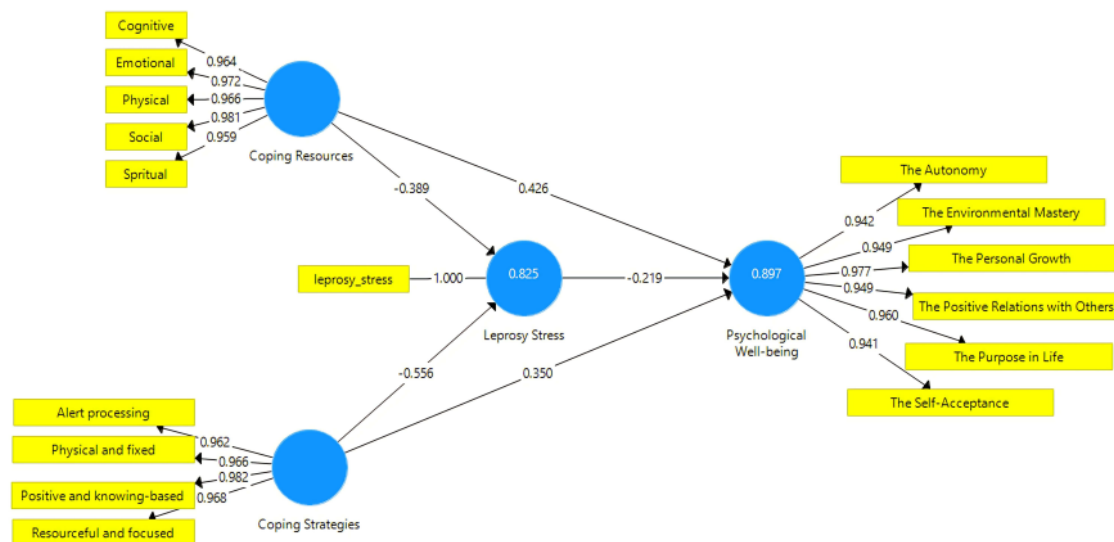 Cognitive
Emotional
Physical
Social
Spritual
0.964
0.972
0.966
0.981
0.959
Coping Resources
-0.389
0.426
leprosy_stress
1.000
0.825
Leprosy Stress
-0.219
0.897
Psychological
Well-being
-0.556
0.350
The Autonomy
The Environmental Mastery
The Personal Growth
The Positive Relations with Others
The Purpose in Life
The Self-Acceptance
0.942
0.949
0.977
0.949
0.960
0.941
Alert processing
Physical and fixed
Positive and knowing-based
Resourceful and focused
0.962
0.966
0.982
0.968
Coping Strategies